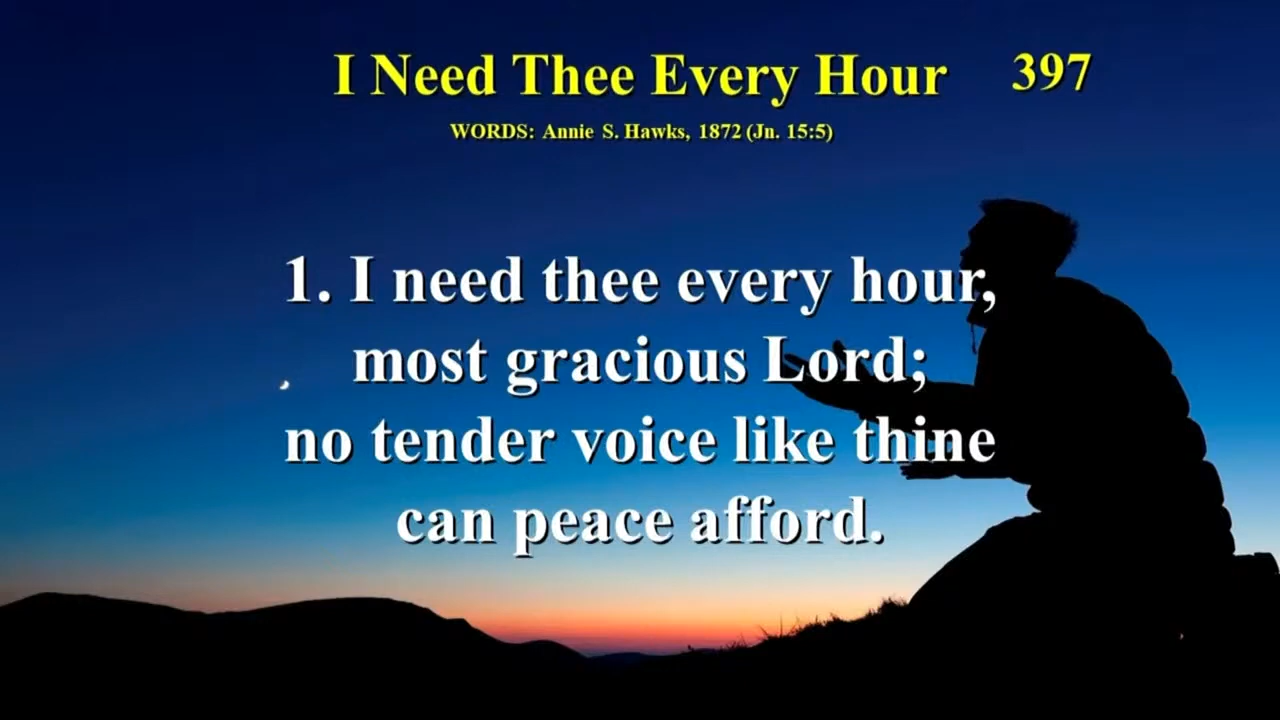 I Need Thee Every Hour 397
WORDS: Annie S. Hawks, 1872 (Jn. 15:5)
1. I need thee every hour,
most gracious Lord;
no tender voice like thine
can peace afford.